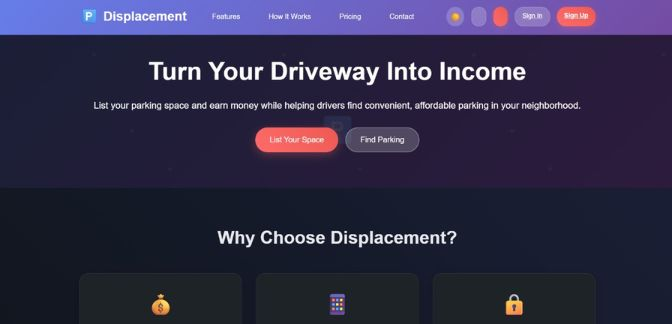 P Displacement Features How It Works Pricing Contact Sign In Sign Up
Turn Your Driveway Into Income
List your parking space and earn money while helping drivers find convenient, affordable parking in your neighborhood.
List Your Space Find Parking
Why Choose Displacement?